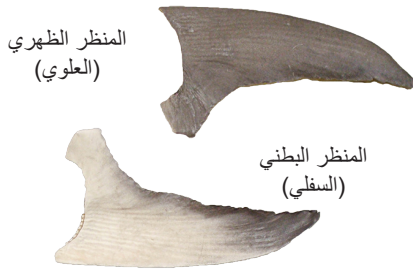 المنظر الظهري
(العلوي)
المنظر البطني
(السفلي)